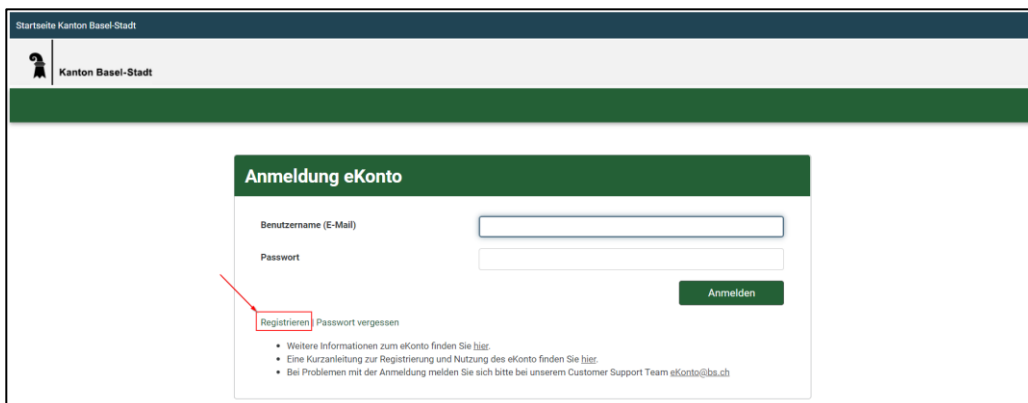 Startseite Kanton Basel-Stadt
Kanton Basel-Stadt
Anmeldung eKonto
Benutzername (E-Mail)
Passwort
Anmelden
Registrieren | Passwort vergessen
Weitere Informationen zum eKonto finden Sie hier.
Eine Kurzanleitung zur Registrierung und Nutzung des eKonto finden Sie hier.
Bei Problemen mit der Anmeldung melden Sie sich bitte bei unserem Customer Support Team eKonto@bs.ch